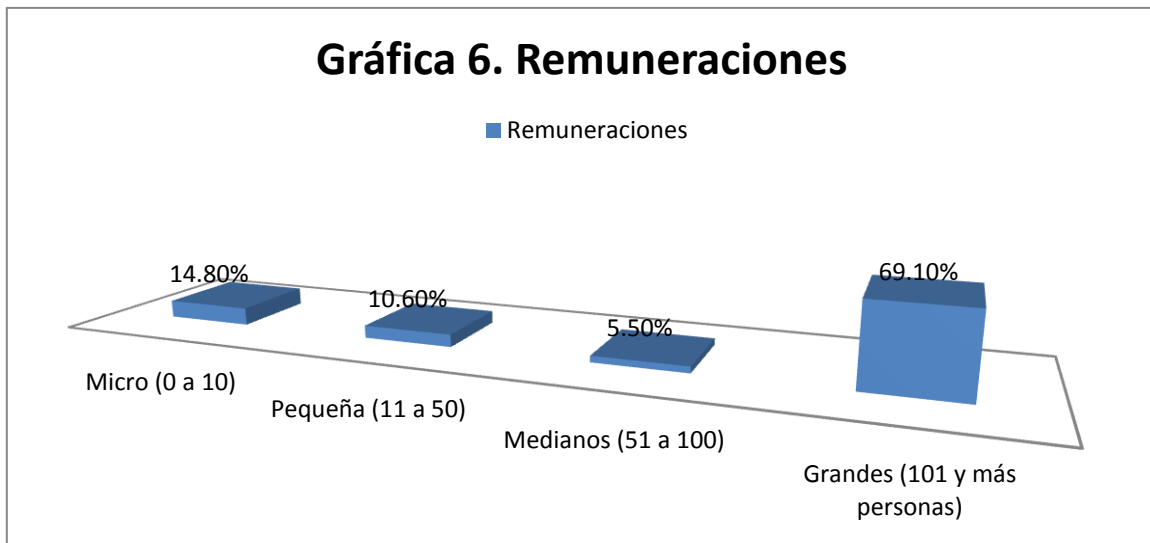 Gráfica 6. Remuneraciones
Remuneraciones
14.80%
10.60%
5.50%
69.10%
Micro (0 a 10)
Pequeña (11 a 50)
Medianos (51 a 100)
Grandes (101 y más
personas)